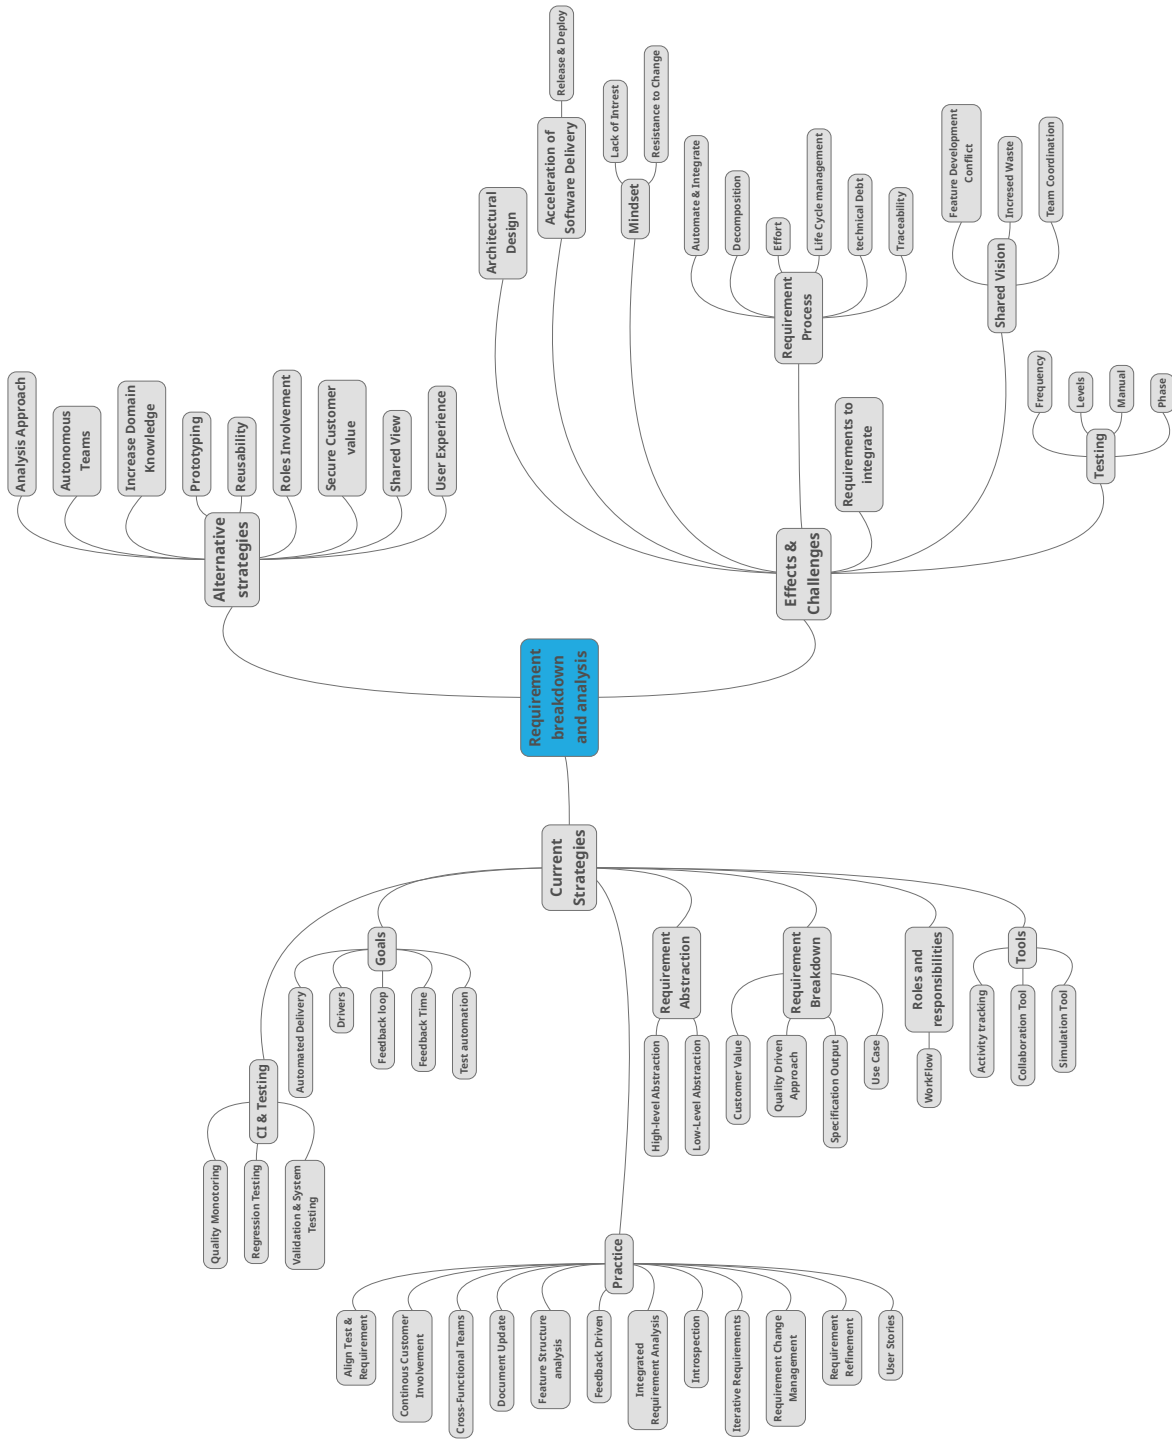 Requirement
breakdown
and analysis
Alternative
strategies
Analysis Approach
Autonomous
Teams
Increase Domain
Knowledge
Prototyping
Reusability
Roles Involvement
Secure Customer
value
Shared View
User Experience
Effects &
Challenges
Architectural
Design
Acceleration of
Software Delivery
Release & Deploy
Mindset
Lack of Intrest
Resistance to Change
Requirement
Process
Automate & Integrate
Decomposition
Effort
Life Cycle management
technical Debt
Traceability
Requirements to
integrate
Shared Vision
Feature Development
Conflict
Incresed Waste
Team Coordination
Testing
Frequency
Levels
Manual
Phase
Current
Strategies
CI & Testing
Quality Monotoring
Regression Testing
Validation & System
Testing
Goals
Automated Delivery
Drivers
Feedback loop
Feedback Time
Test automation
Practice
Align Test &
Requirement
Continous Customer
Involvement
Cross-Functional Teams
Document Update
Feature Structure
analysis
Feedback Driven
Integrated
Requirement Analysis
Introspection
Iterative Requirements
Requirement Change
Management
Requirement
Refinement
User Stories
Requirement
Abstraction
High-level Abstraction
Low-Level Abstraction
Requirement
Breakdown
Customer Value
Quality Driven
Approach
Specification Output
Use Case
Roles and
responsibilities
WorkFlow
Tools
Activity tracking
Collaboration Tool
Simulation Tool